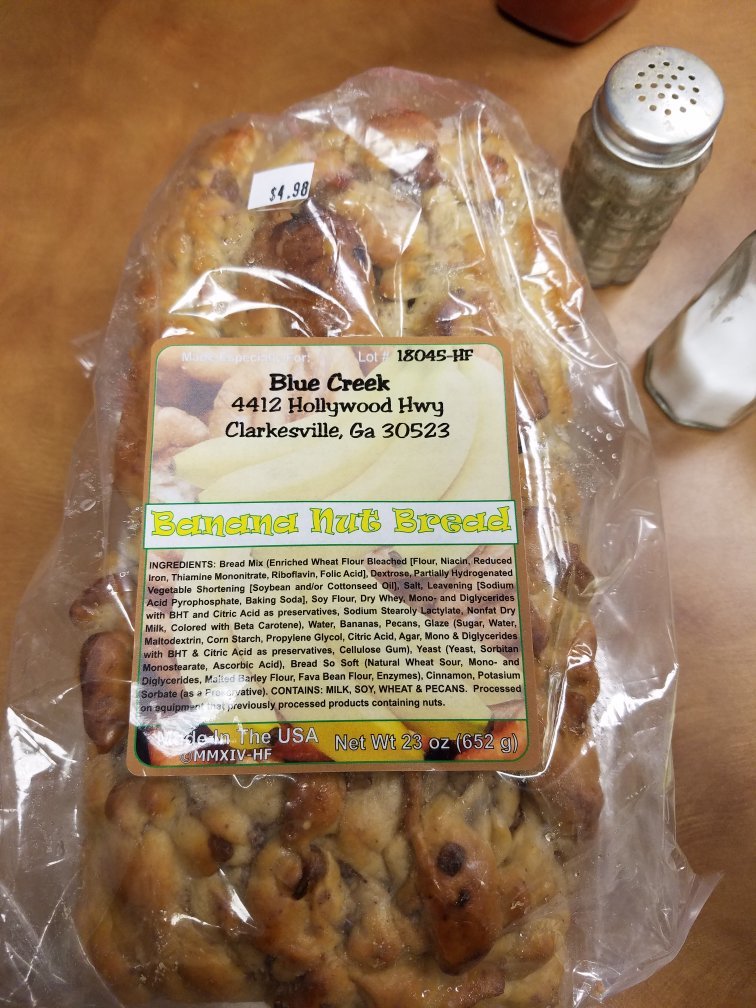 $4.98
Made Especially For: Lot # 18045-HF
Blue Creek
4412 Hollywood Hwy
Clarkesville, Ga 30523
Banana Nut Bread
INGREDIENTS: Bread Mix (Enriched Wheat Flour Bleached [Flour, Niacin, Reduced
Iron, Thiamine Mononitrate, Riboflavin, Folic Acid], Dextrose, Partially Hydrogenated
Vegetable Shortening [Soybean and/or Cottonseed Oil], Salt, Leavening [Sodium
Acid Pyrophosphate, Baking Soda], Soy Flour, Dry Whey, Mono- and Diglycerides
with BHT and Citric Acid as preservatives, Sodium Stearoly Lactylate, Nonfat Dry
Milk, Colored with Beta Carotene), Water, Bananas, Pecans, Glaze (Sugar, Water,
Maltodextrin, Corn Starch, Propylene Glycol, Citric Acid, Agar, Mono & Diglycerides
with BHT & Citric Acid as preservatives, Cellulose Gum), Yeast (Yeast, Sorbitan
Monostearate, Ascorbic Acid), Bread So Soft (Natural Wheat Sour, Mono- and
Diglycerides, Malted Barley Flour, Fava Bean Flour, Enzymes), Cinnamon, Potassium
Sorbate (as a Preservative). CONTAINS: MILK, SOY, WHEAT & PECANS. Processed
on equipment that previously processed products containing nuts.
Made In The USA Net Wt 23 oz (652 g)
©MMXIV-HF